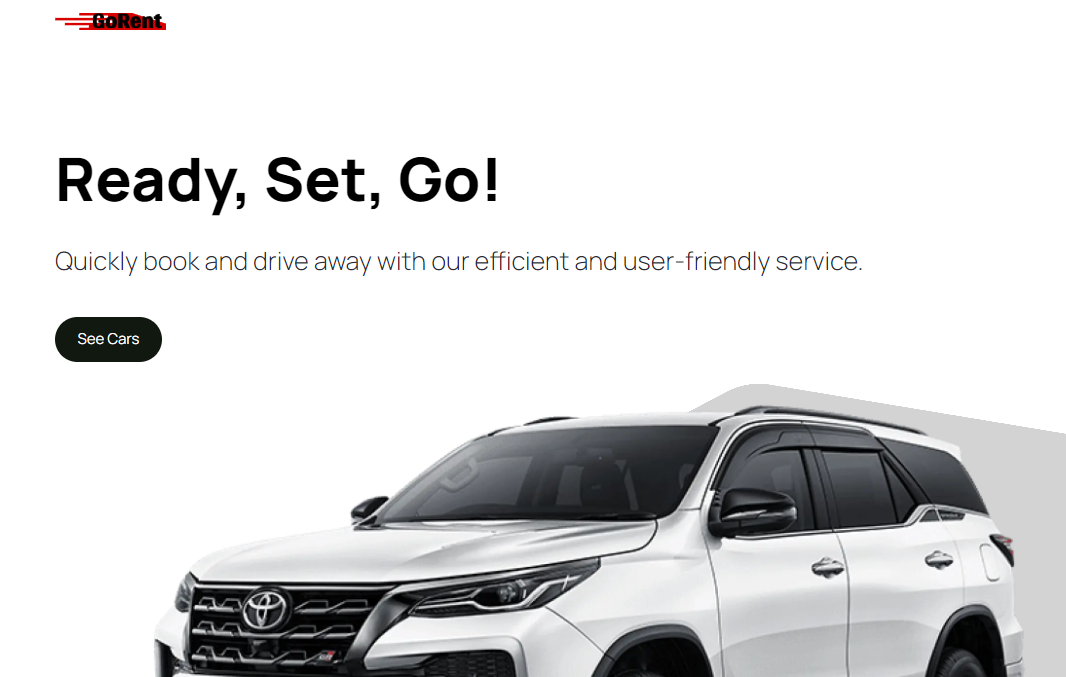 GoRent
Ready, Set, Go!
Quickly book and drive away with our efficient and user-friendly service.
See Cars